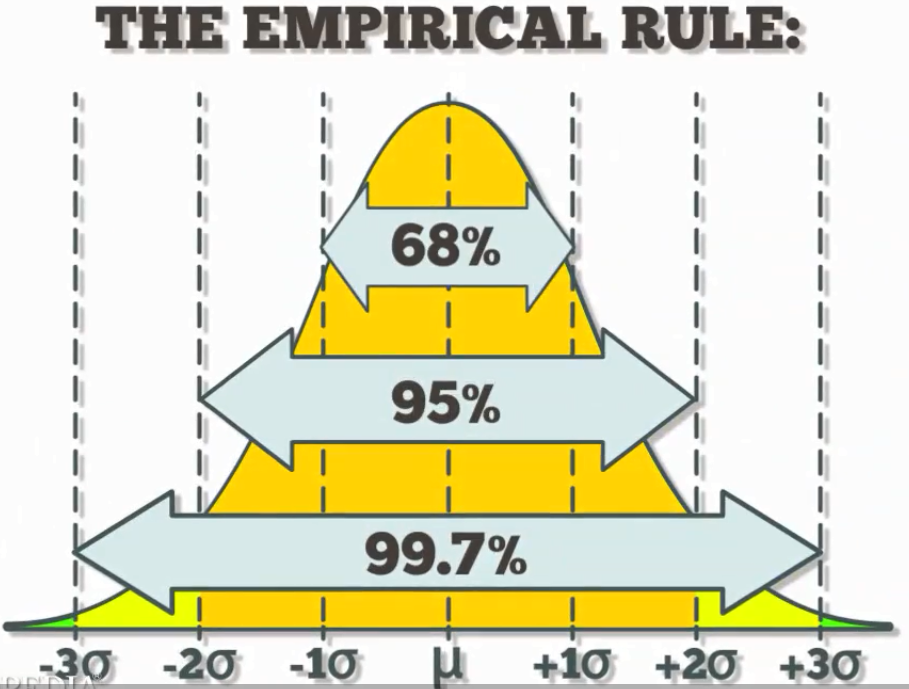 THE EMPIRICAL RULE:
68%
95%
99.7%
-3σ -2σ -1σ μ +1σ +2σ +3σ